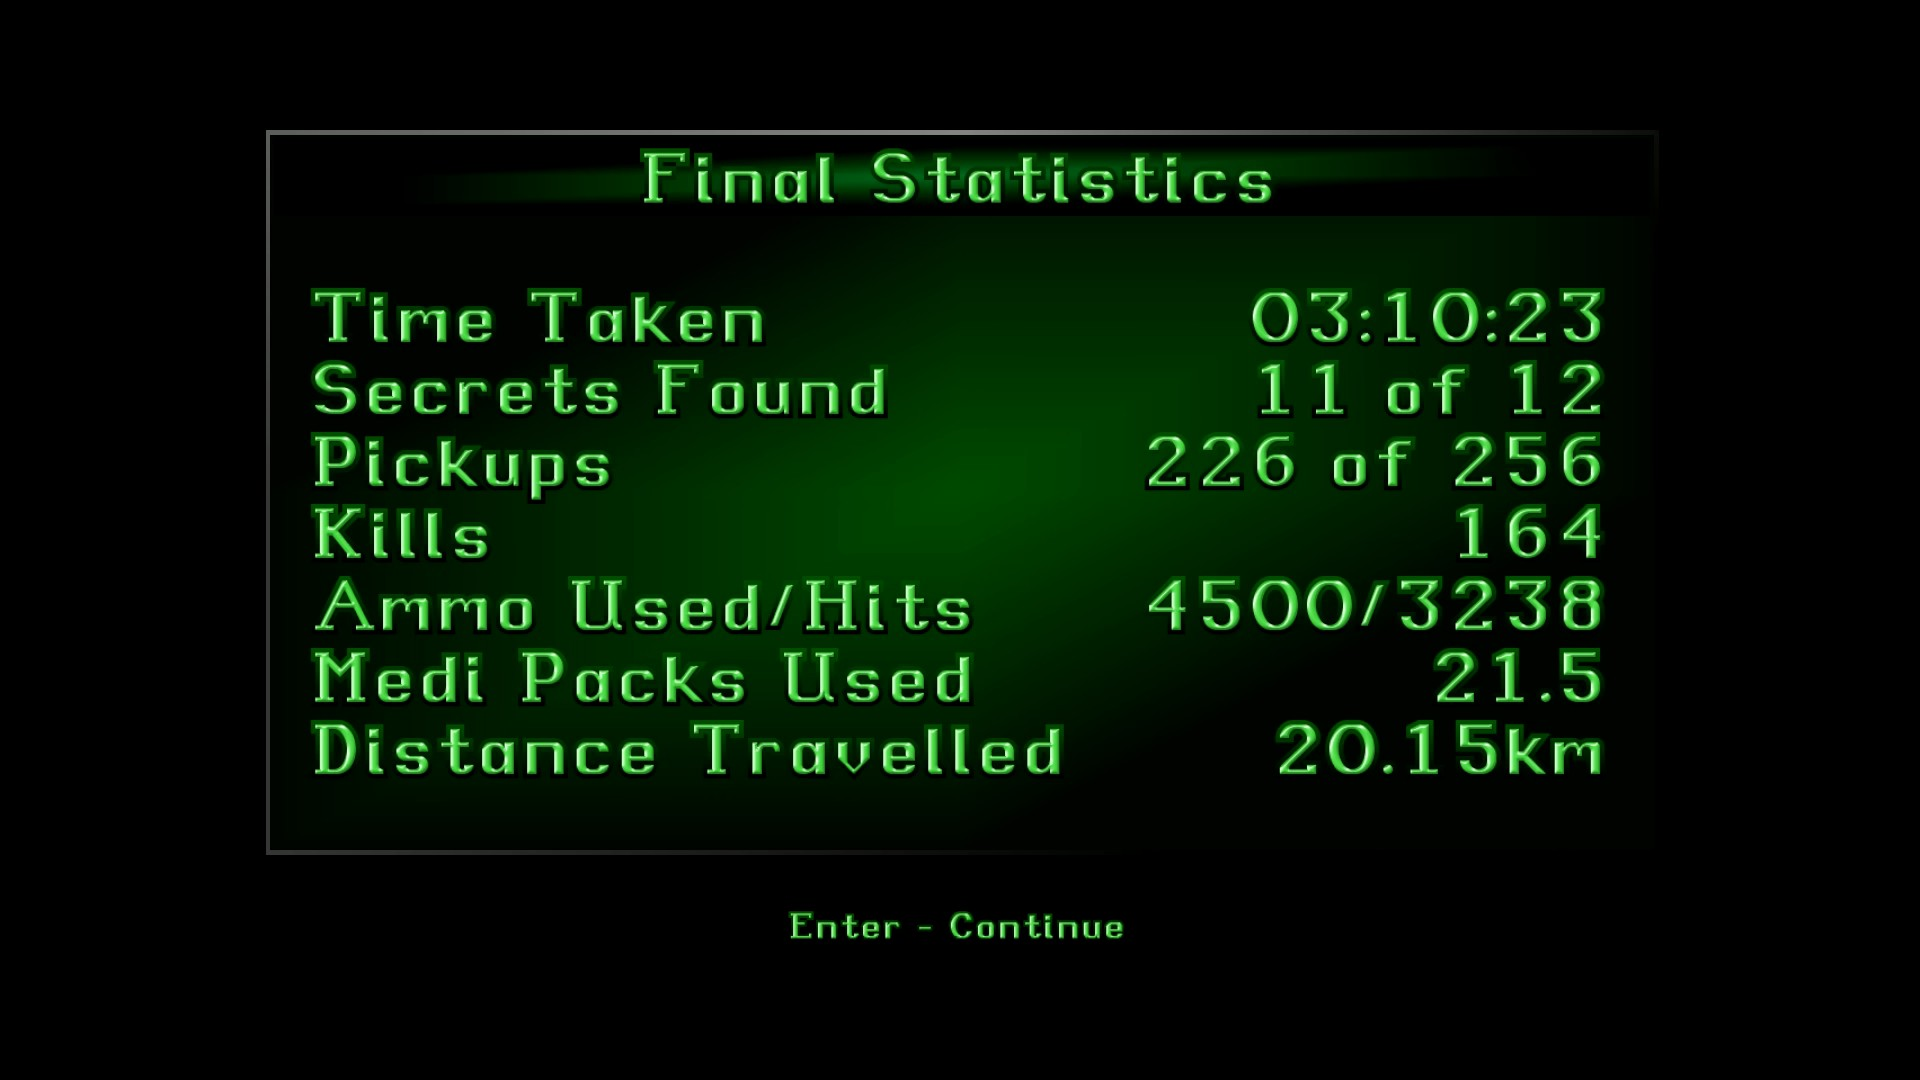 Final Statistics
Time Taken 03:10:23
Secrets Found 11 of 12
Pickups 226 of 256
Kills 164
Ammo Used/Hits 4500/3238
Medi Packs Used 21.5
Distance Travelled 20.15km
Enter - Continue